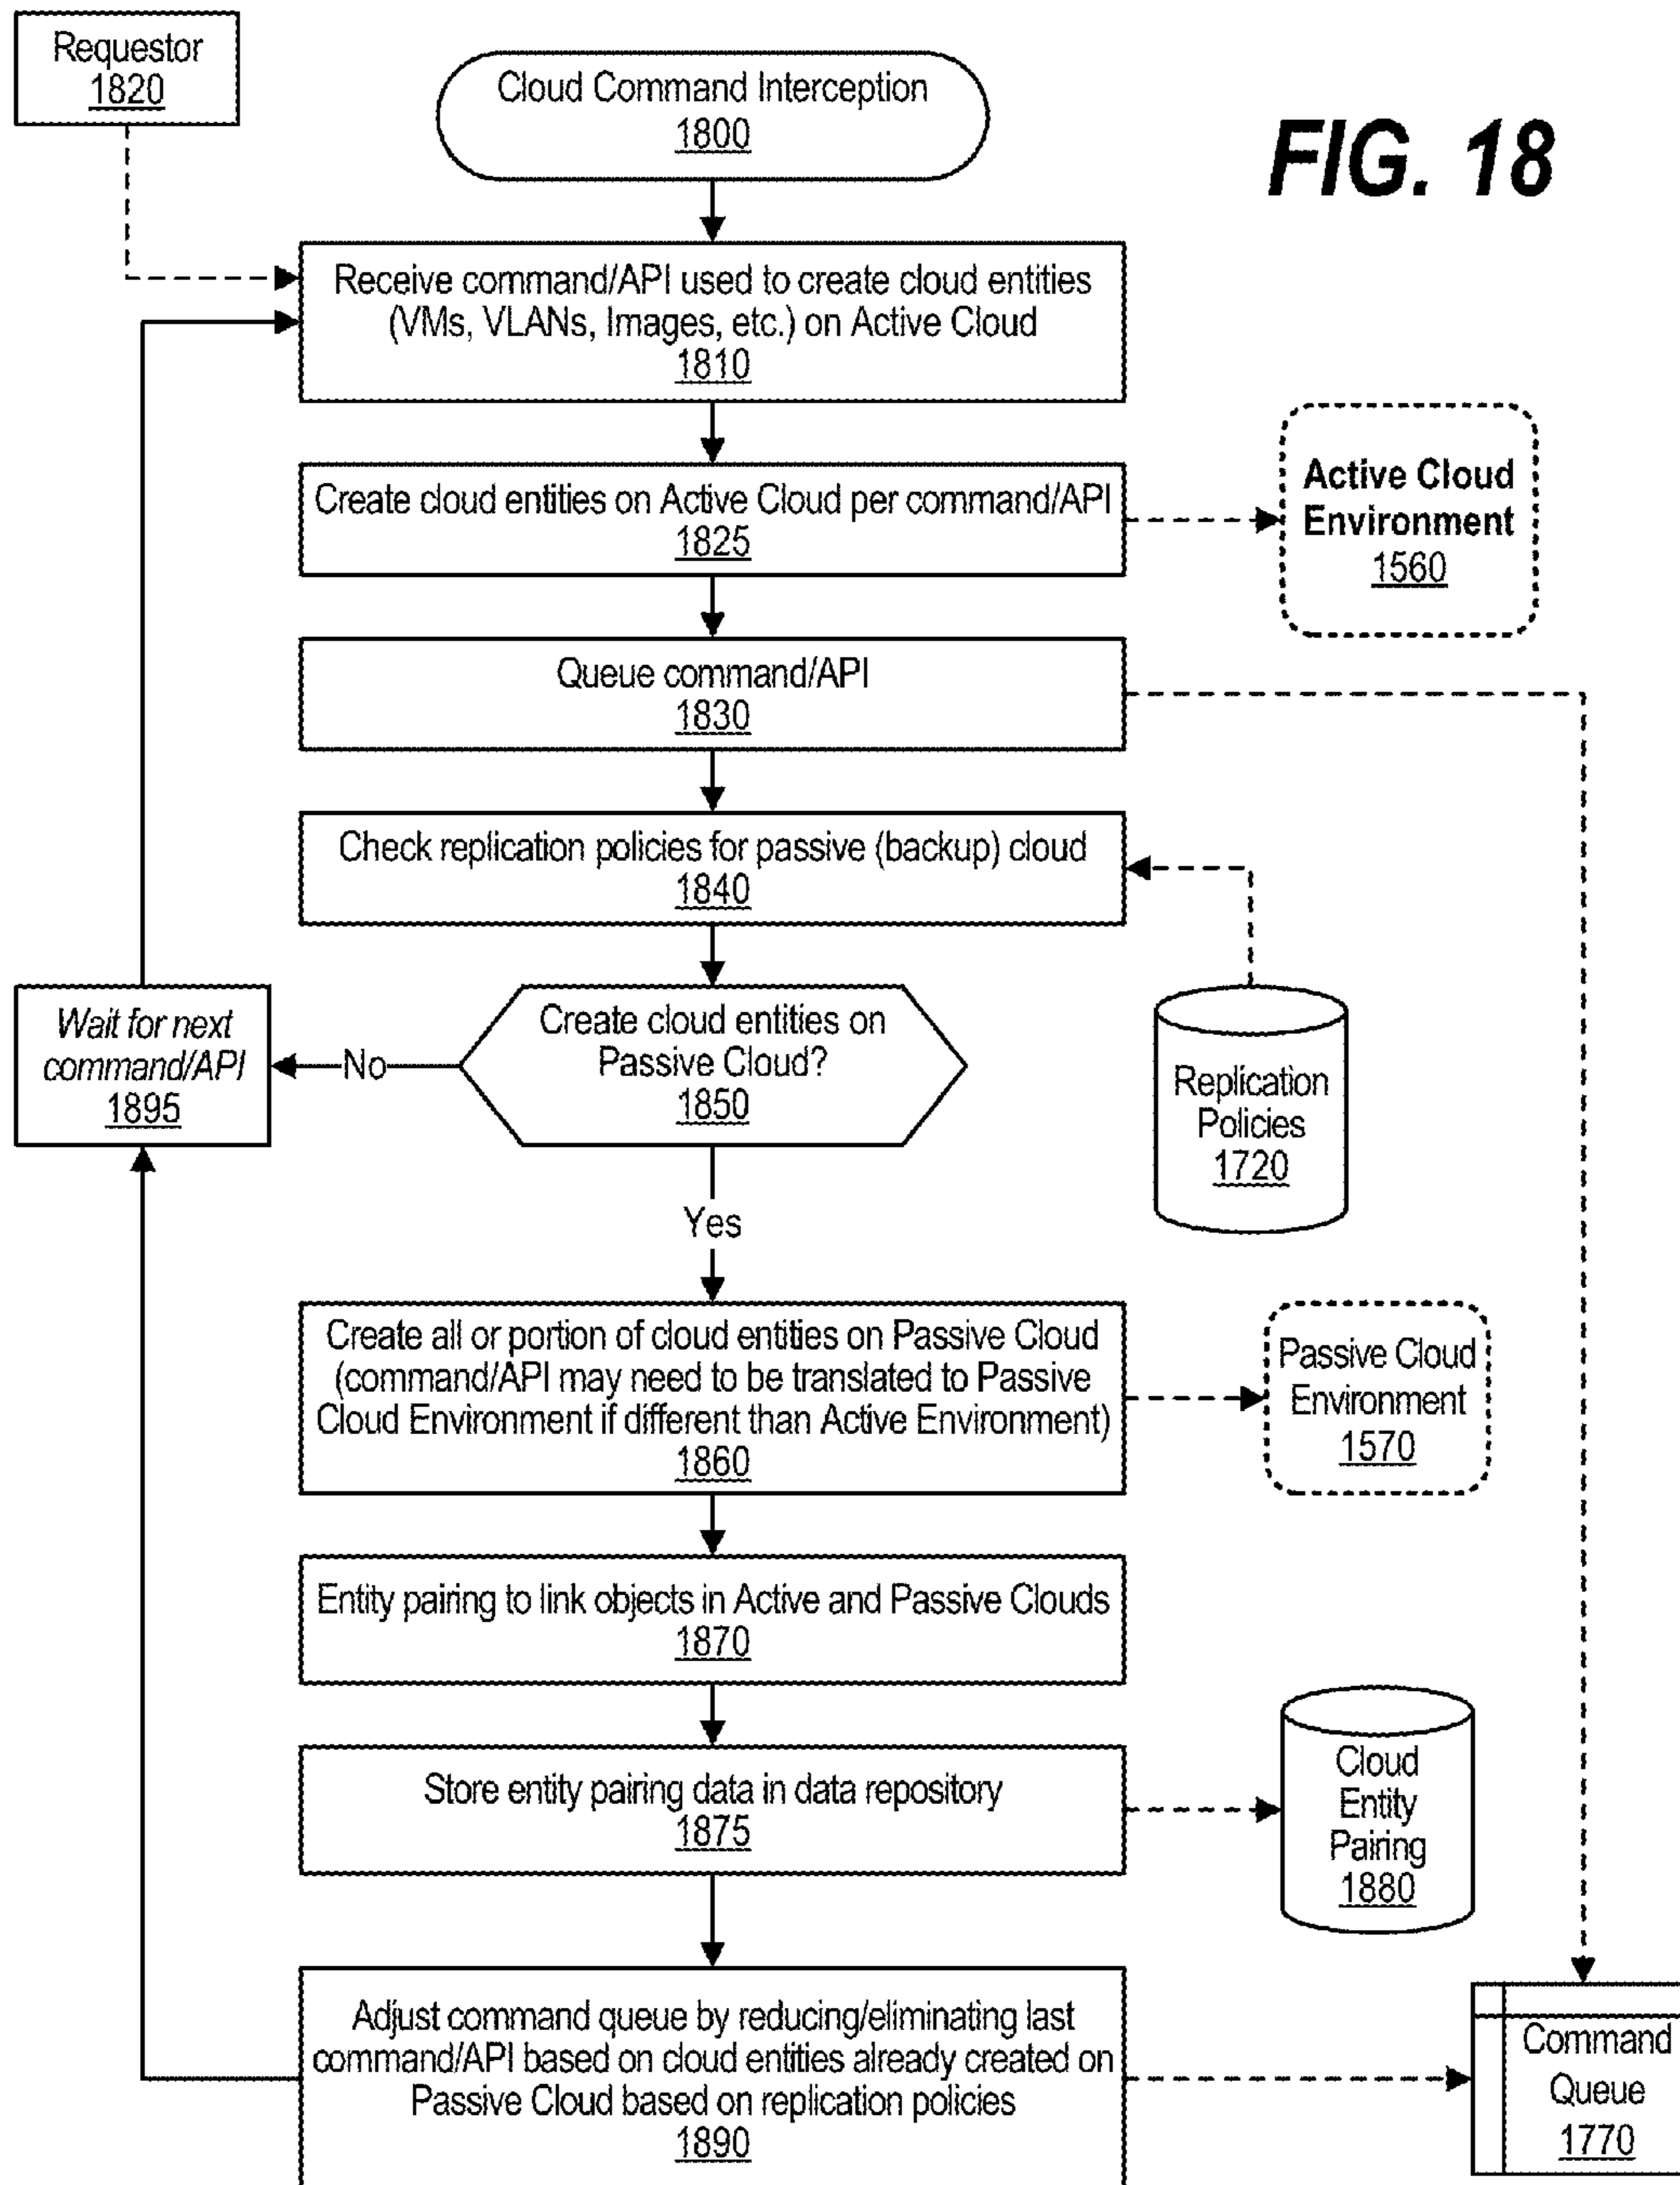 Requestor
1820
Cloud Command Interception
1800
FIG. 18
Receive command/API used to create cloud entities
(VMs, VLANs, Images, etc.) on Active Cloud
1810
Create cloud entities on Active Cloud per command/API
1825
Active Cloud
Environment
1560
Queue command/API
1830
Check replication policies for passive (backup) cloud
1840
Wait for next
command/API
1895
No
Create cloud entities on
Passive Cloud?
1850
Replication
Policies
1720
Yes
Create all or portion of cloud entities on Passive Cloud
(command/API may need to be translated to Passive
Cloud Environment if different than Active Environment)
1860
Passive Cloud
Environment
1570
Entity pairing to link objects in Active and Passive Clouds
1870
Store entity pairing data in data repository
1875
Cloud
Entity
Pairing
1880
Adjust command queue by reducing/eliminating last
command/API based on cloud entities already created on
Passive Cloud based on replication policies
1890
Command
Queue
1770